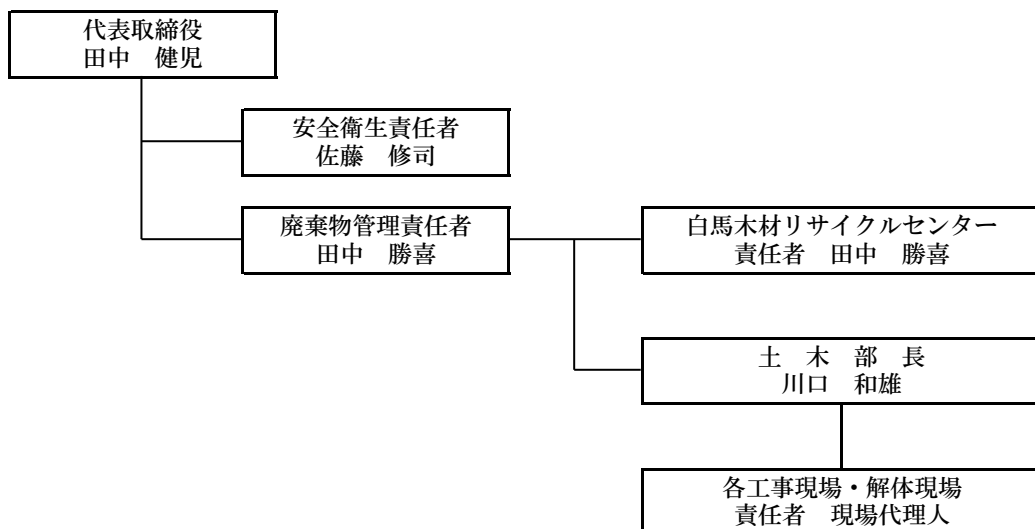 代表取締役
田中　健児
安全衛生責任者
佐藤　修司
廃棄物管理責任者
田中　勝喜
白馬木材リサイクルセンター
責任者　田中　勝喜
土　木　部　長
川口　和雄
各工事現場・解体現場
責任者　現場代理人